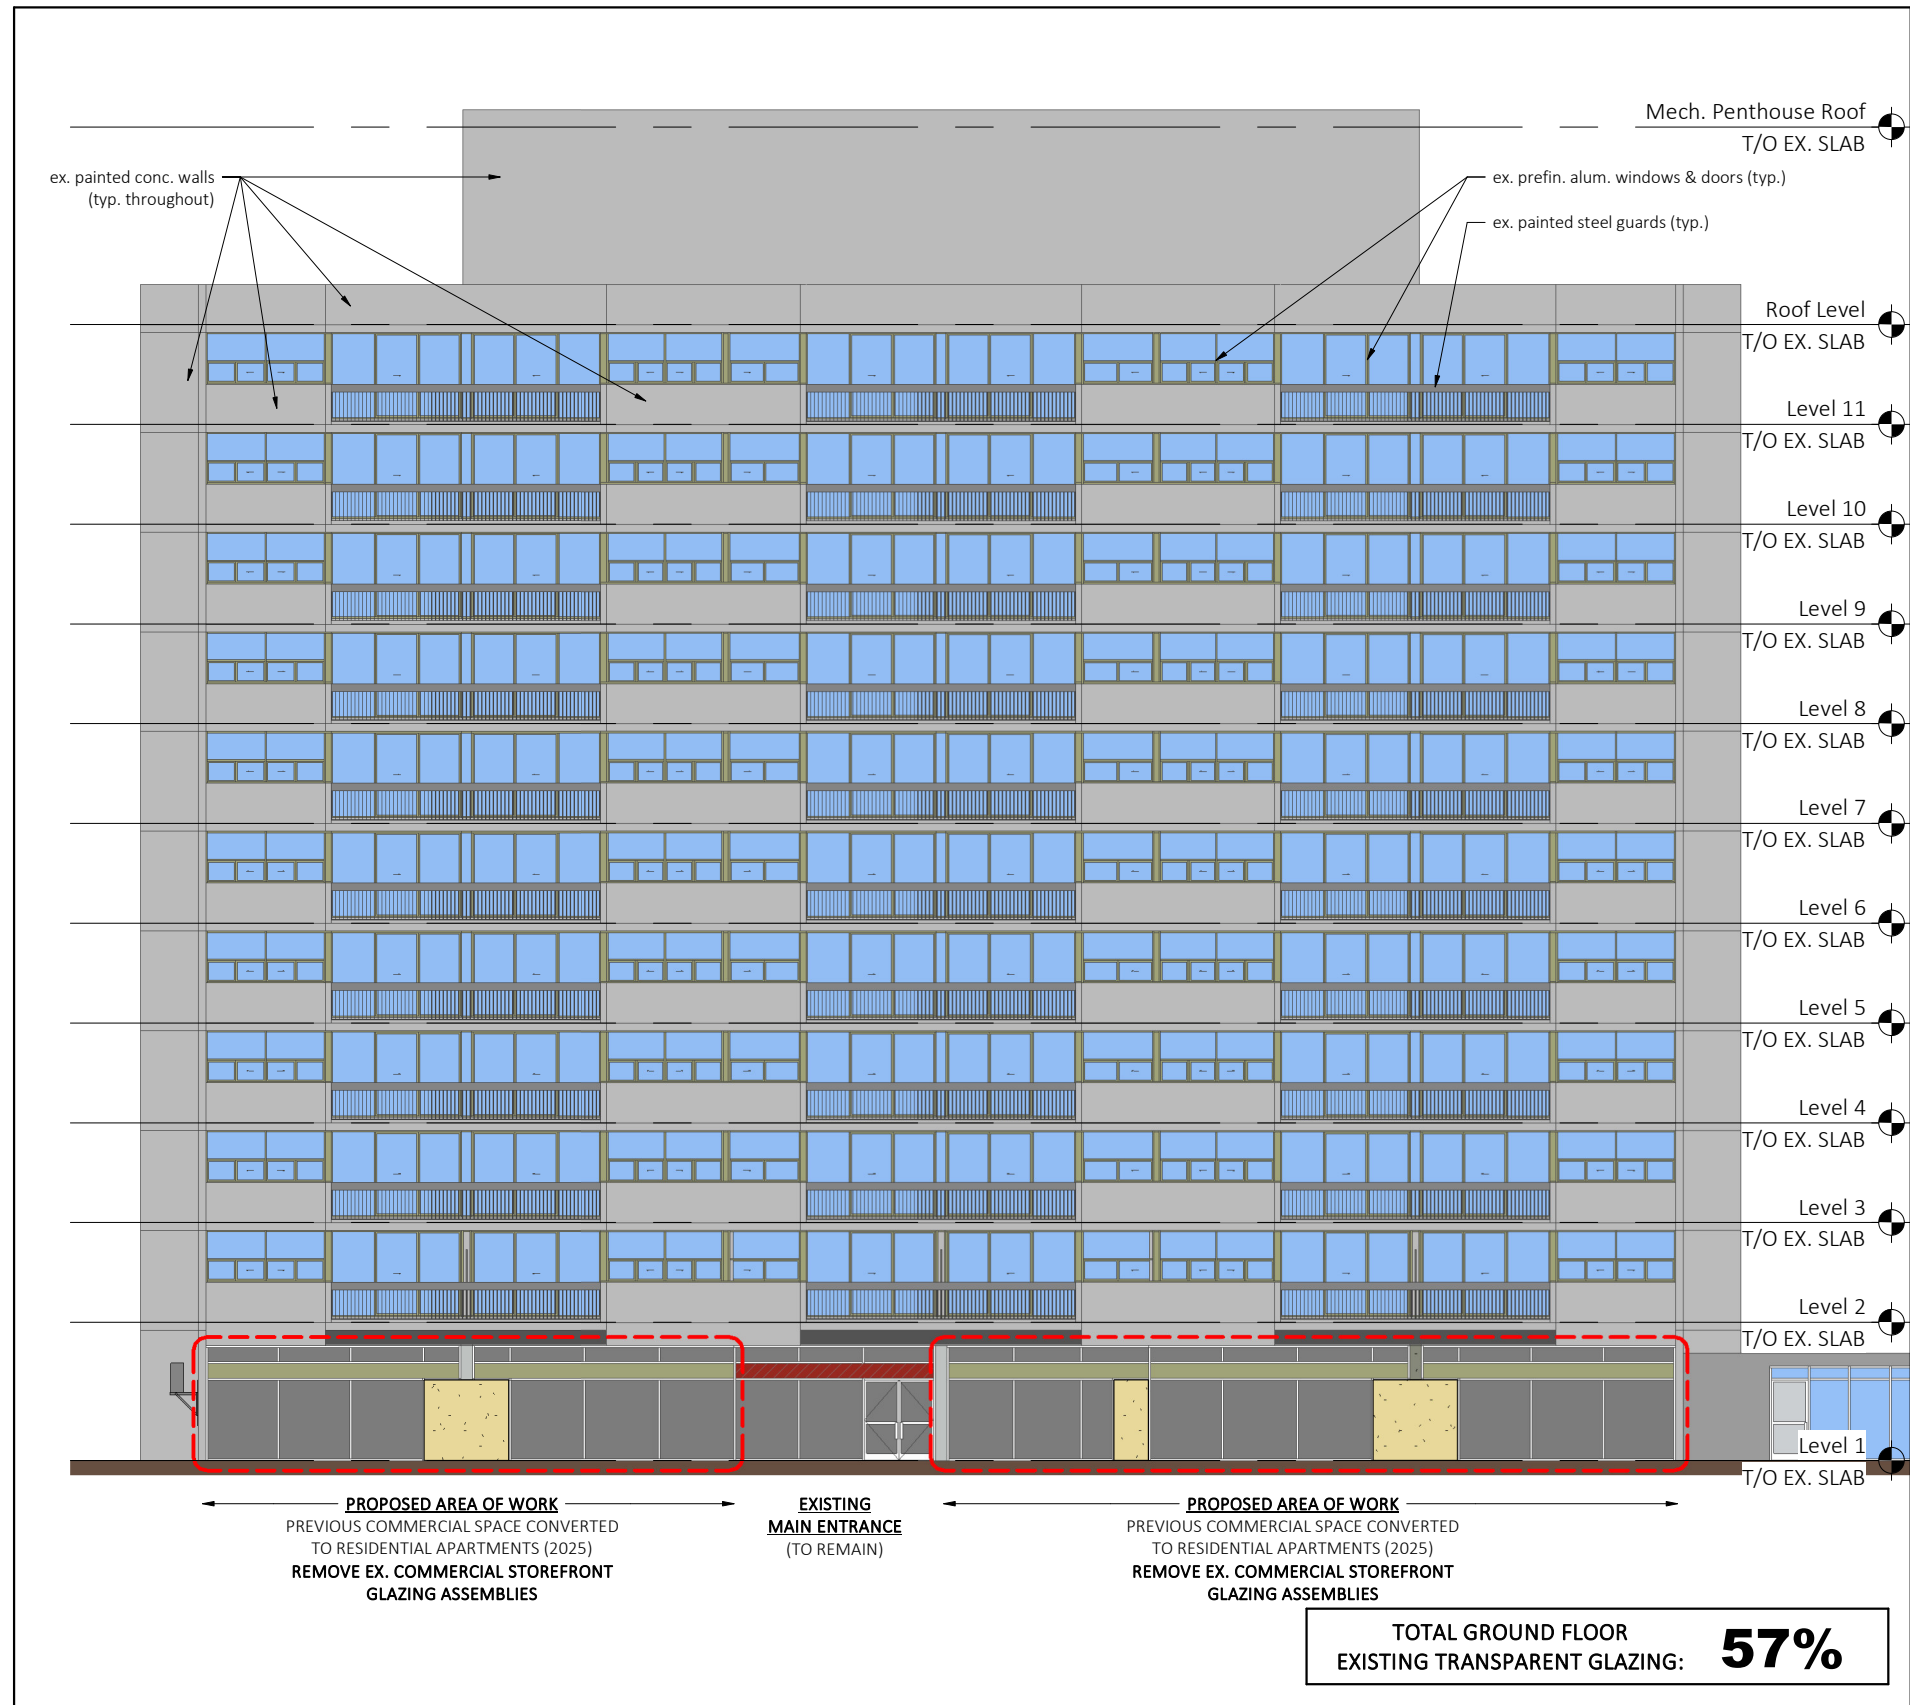 Mech. Penthouse Roof
T/O EX. SLAB
ex. painted conc. walls
(typ. throughout)
ex. prefin. alum. windows & doors (typ.)
ex. painted steel guards (typ.)
Roof Level
T/O EX. SLAB
Level 11
T/O EX. SLAB
Level 10
T/O EX. SLAB
Level 9
T/O EX. SLAB
Level 8
T/O EX. SLAB
Level 7
T/O EX. SLAB
Level 6
T/O EX. SLAB
Level 5
T/O EX. SLAB
Level 4
T/O EX. SLAB
Level 3
T/O EX. SLAB
Level 2
T/O EX. SLAB
Level 1
T/O EX. SLAB
PROPOSED AREA OF WORK
PREVIOUS COMMERCIAL SPACE CONVERTED
TO RESIDENTIAL APARTMENTS (2025)
REMOVE EX. COMMERCIAL STOREFRONT
GLAZING ASSEMBLIES
EXISTING
MAIN ENTRANCE
(TO REMAIN)
PROPOSED AREA OF WORK
PREVIOUS COMMERCIAL SPACE CONVERTED
TO RESIDENTIAL APARTMENTS (2025)
REMOVE EX. COMMERCIAL STOREFRONT
GLAZING ASSEMBLIES
TOTAL GROUND FLOOR
EXISTING TRANSPARENT GLAZING:
57%